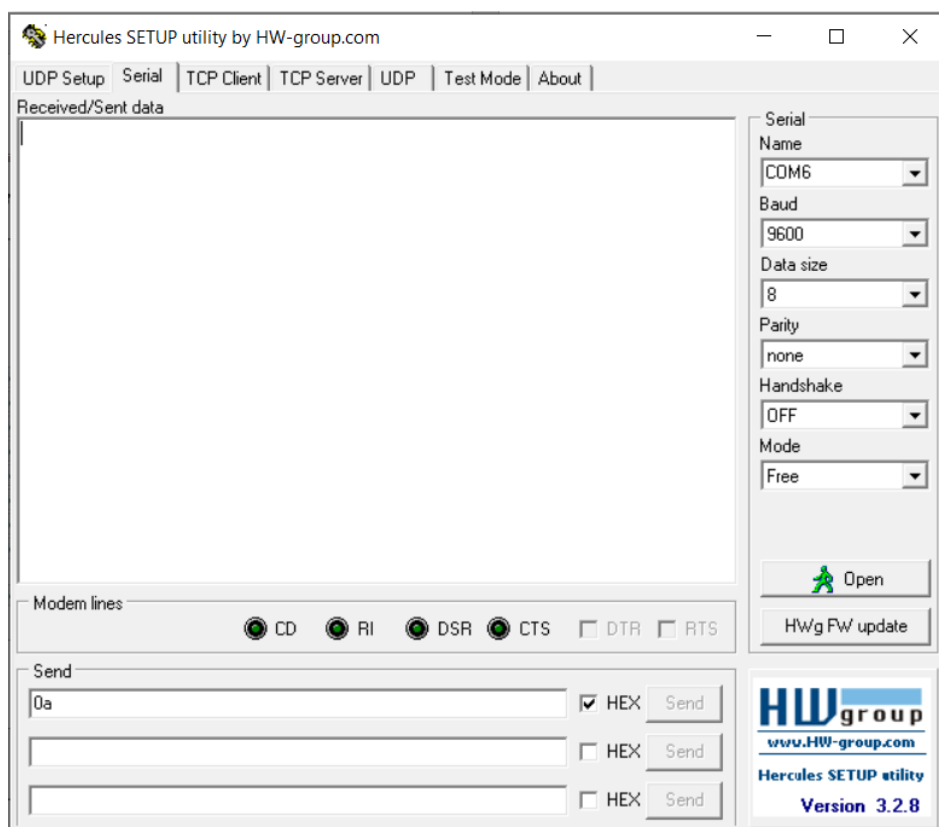 Hercules SETUP utility by HW-group.com
UDP Setup Serial TCP Client TCP Server UDP Test Mode About
Received/Sent data
Serial
Name
COM6
Baud
9600
Data size
8
Parity
none
Handshake
OFF
Mode
Free
Open
HWg FW update
Modem lines
CD RI DSR CTS DTR RTS
Send
0a HEX Send
HEX Send
HEX Send
HW group
www.HW-group.com
Hercules SETUP utility
Version 3.2.8